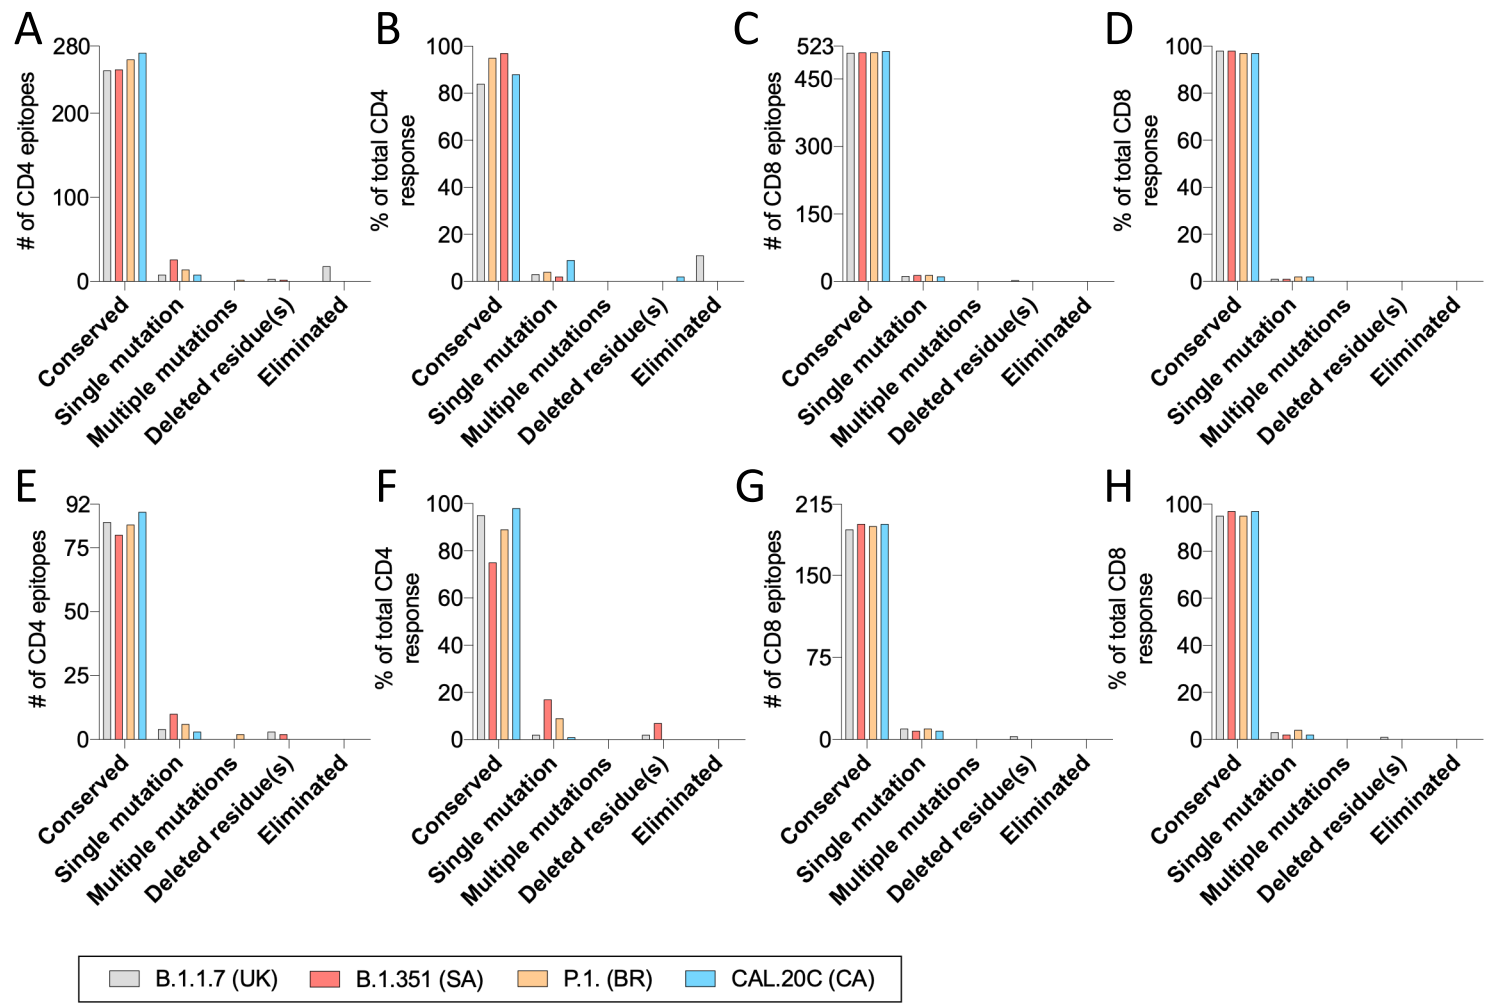 A
# of CD4 epitopes
280
200
100
0
Conserved
Single mutation
Multiple mutations
Deleted residue(s)
Eliminated
B
% of total CD4
response
100
80
60
40
20
0
Conserved
Single mutation
Multiple mutations
Deleted residue(s)
Eliminated
C
# of CD8 epitopes
523
450
300
150
0
Conserved
Single mutation
Multiple mutations
Deleted residue(s)
Eliminated
D
% of total CD8
response
100
80
60
40
20
0
Conserved
Single mutation
Multiple mutations
Deleted residue(s)
Eliminated
E
# of CD4 epitopes
92
75
50
25
0
Conserved
Single mutation
Multiple mutations
Deleted residue(s)
Eliminated
F
% of total CD4
response
100
80
60
40
20
0
Conserved
Single mutation
Multiple mutations
Deleted residue(s)
Eliminated
G
# of CD8 epitopes
215
150
75
0
Conserved
Single mutation
Multiple mutations
Deleted residue(s)
Eliminated
H
% of total CD8
response
100
80
60
40
20
0
Conserved
Single mutation
Multiple mutations
Deleted residue(s)
Eliminated
B.1.1.7 (UK) B.1.351 (SA) P.1. (BR) CAL.20C (CA)